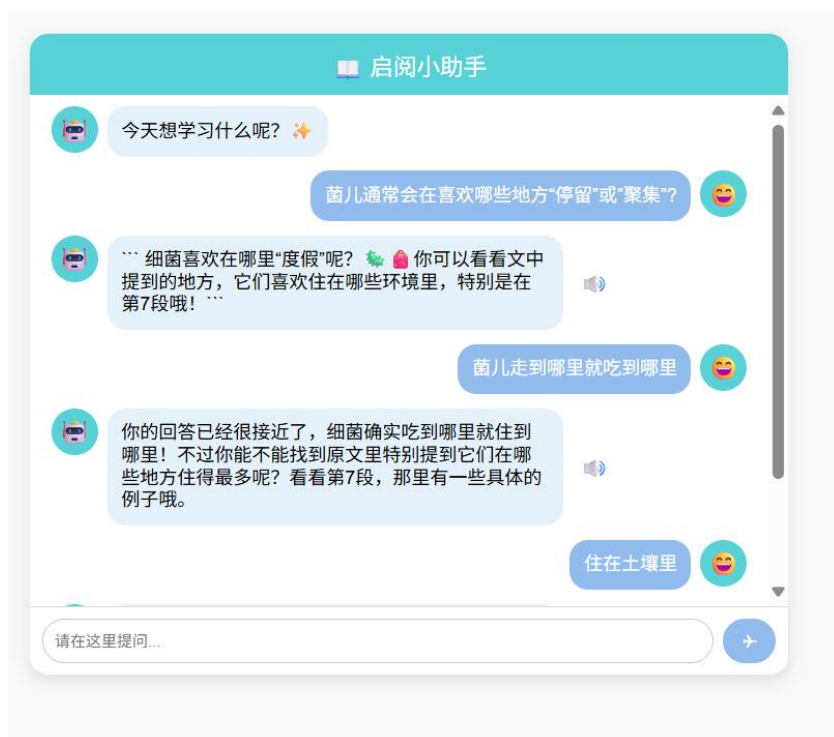 启阅小助手
今天想学习什么呢？
菌儿通常会在喜欢哪些地方“停留”或”聚集“?
``` 细菌喜欢在哪里“度假”呢？ 你可以看看文中
提到的地方，它们喜欢住在哪些环境里，特别是在
第7段哦！```
菌儿走到哪里就吃到哪里
你的回答已经很接近了，细菌确实吃到哪里就住到
哪里！不过你能不能找到原文里特别提到它们在哪
些地方住得最多呢？看看第7段，那里有一些具体的
例子哦。
住在土壤里
请在这里提问...